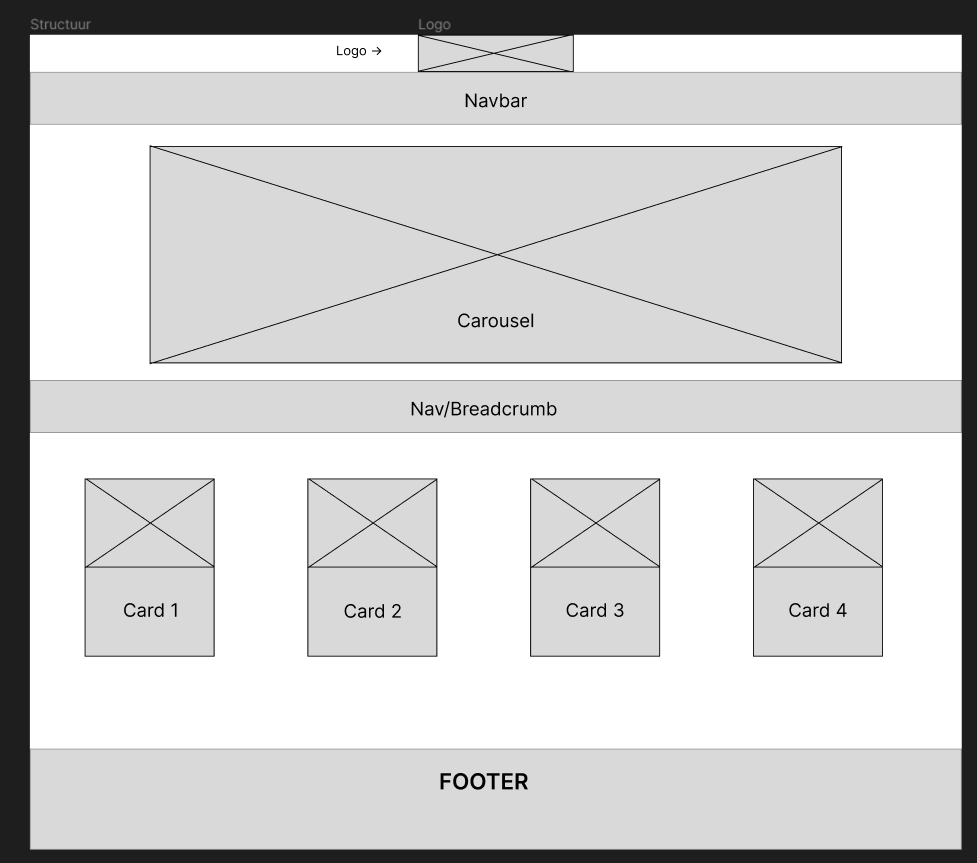 Structuur
Logo
Logo →
Navbar
Carousel
Nav/Breadcrumb
Card 1
Card 2
Card 3
Card 4
FOOTER